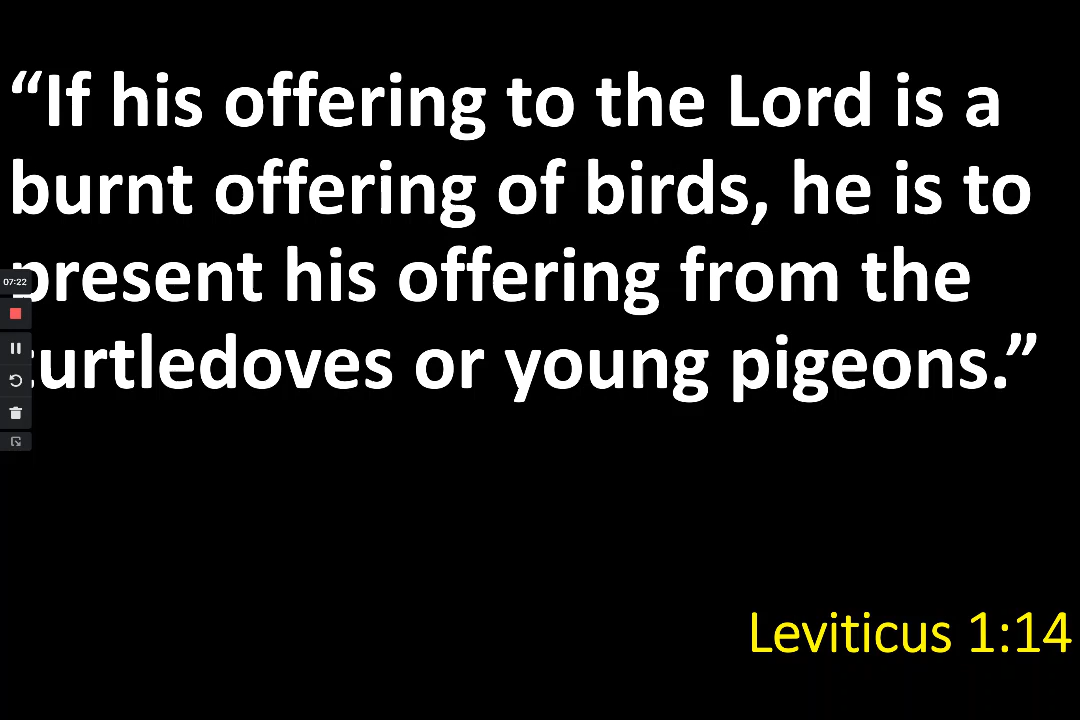 “If his offering to the Lord is a
burnt offering of birds, he is to
present his offering from the
07:22
turtledoves or young pigeons.”
Leviticus 1:14